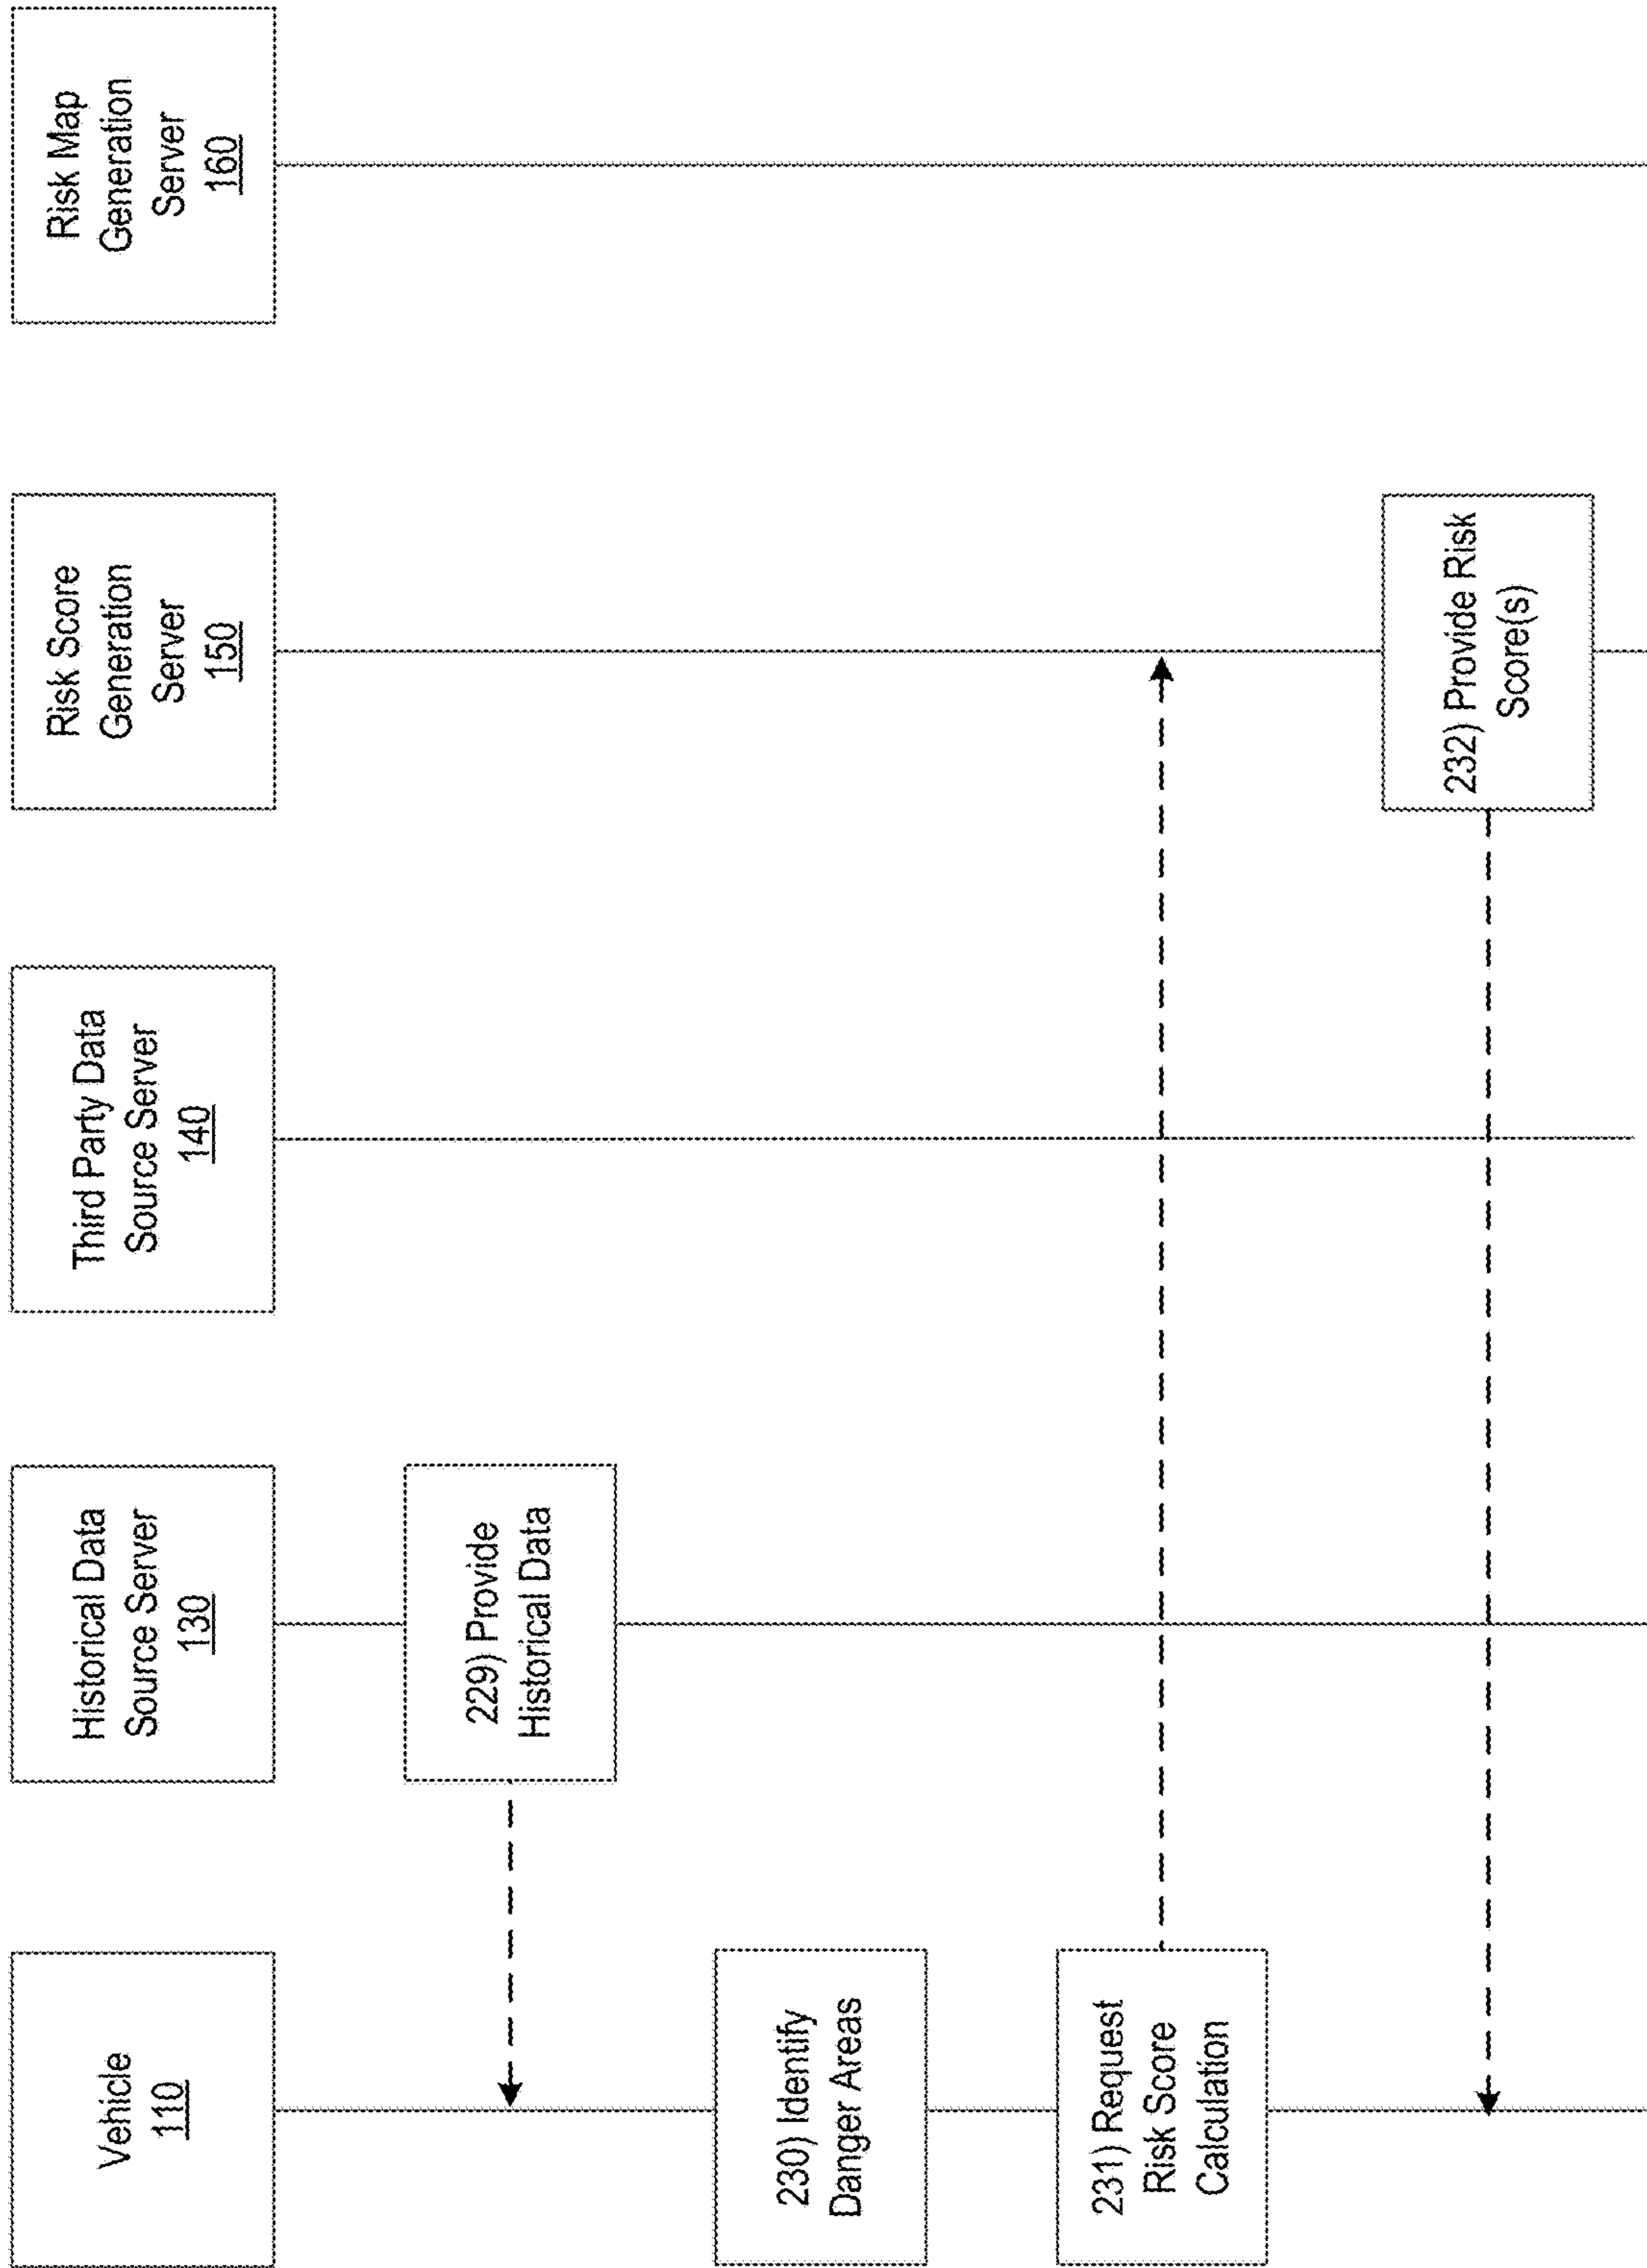 Vehicle
110
Historical Data
Source Server
130
Third Party Data
Source Server
140
Risk Score
Generation
Server
150
Risk Map
Generation
Server
160
229) Provide
Historical Data
230) Identify
Danger Areas
231) Request
Risk Score
Calculation
232) Provide Risk
Score(s)